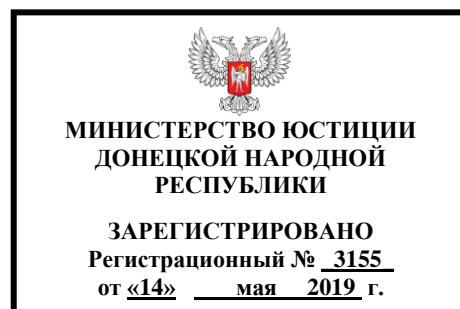 МИНИСТЕРСТВО ЮСТИЦИИ
ДОНЕЦКОЙ НАРОДНОЙ
РЕСПУБЛИКИ
ЗАРЕГИСТРИРОВАНО
Регистрационный № 3155
от «14» мая 2019 г.